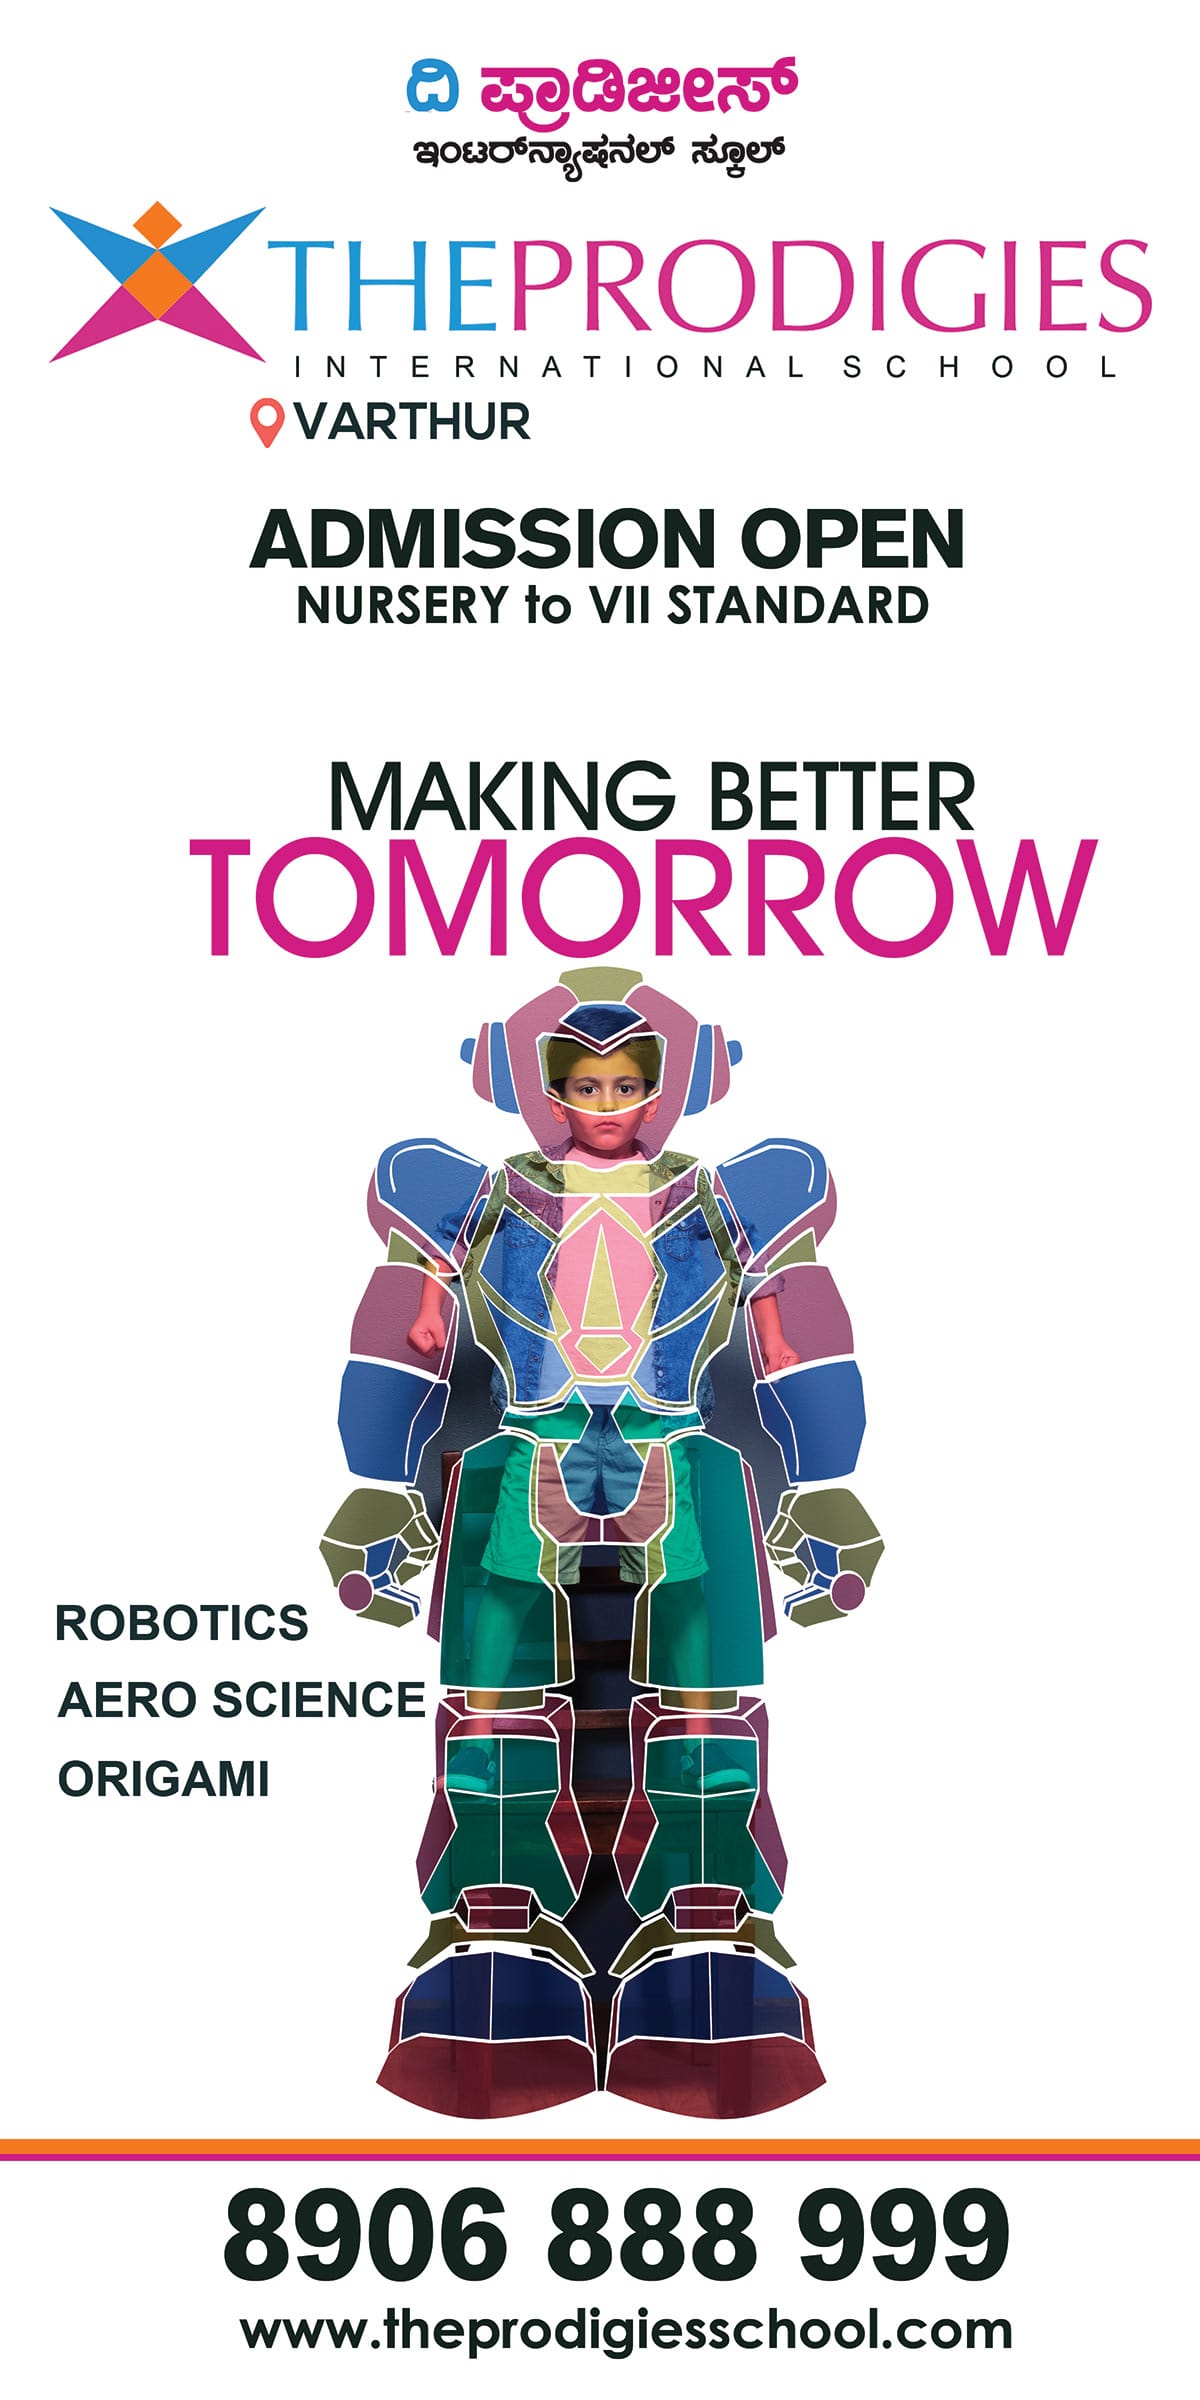 ದಿ ಪ್ರಾಡಿಜೀಸ್
ಇಂಟರ್‌ನ್ಯಾಷನಲ್ ಸ್ಕೂಲ್
THEPRODIGIES
INTERNATIONAL SCHOOL
VARTHUR
ADMISSION OPEN
NURSERY to VII STANDARD
MAKING BETTER
TOMORROW
ROBOTICS
AERO SCIENCE
ORIGAMI
8906 888 999
www.theprodigiesschool.com